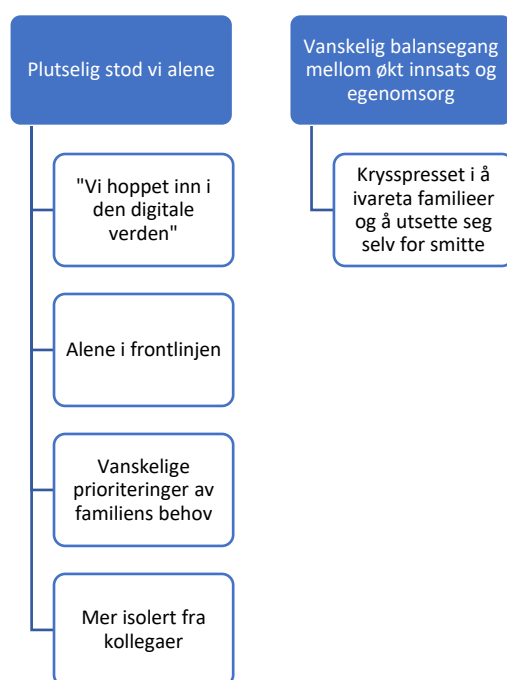 Plutselig stod vi alene
"Vi hoppet inn i
den digitale
verden"
Alene i frontlinjen
Vanskelige
prioriteringer av
familiens behov
Mer isolert fra
kollegaer
Vanskelig balansegang
mellom økt innsats og
egenomsorg
Krysspresset i å
ivareta familieer
og å utsette seg
selv for smitte